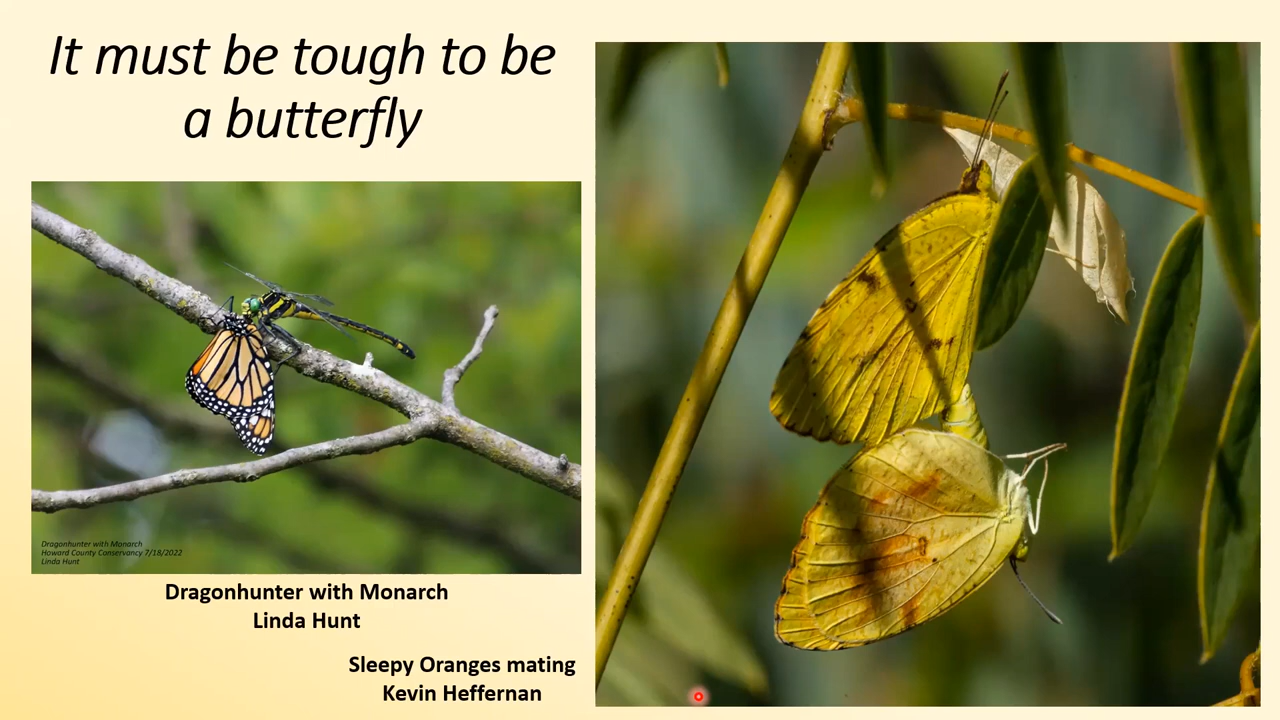 It must be tough to be
a butterfly
Dragonhunter with Monarch
Howard County Conservancy 7/18/2022
Linda Hunt
Dragonhunter with Monarch
Linda Hunt
Sleepy Oranges mating
Kevin Heffernan